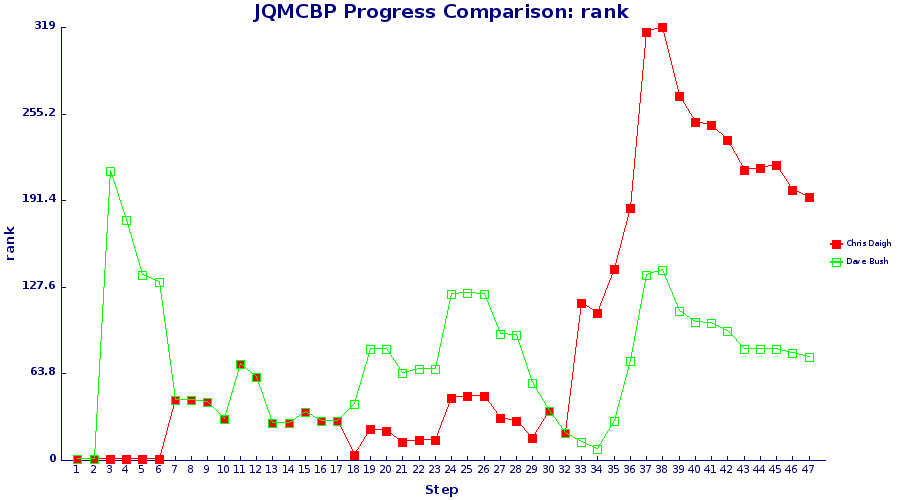 JQMCBP Progress Comparison: rank
319
255.2
191.4
127.6
63.8
0
rank
1 2 3 4 5 6 7 8 9 10 11 12 13 14 15 16 17 18 19 20 21 22 23 24 25 26 27 28 29 30 32 33 34 35 36 37 38 39 40 41 42 43 44 45 46 47
Step
Chris Daigh
Dave Bush